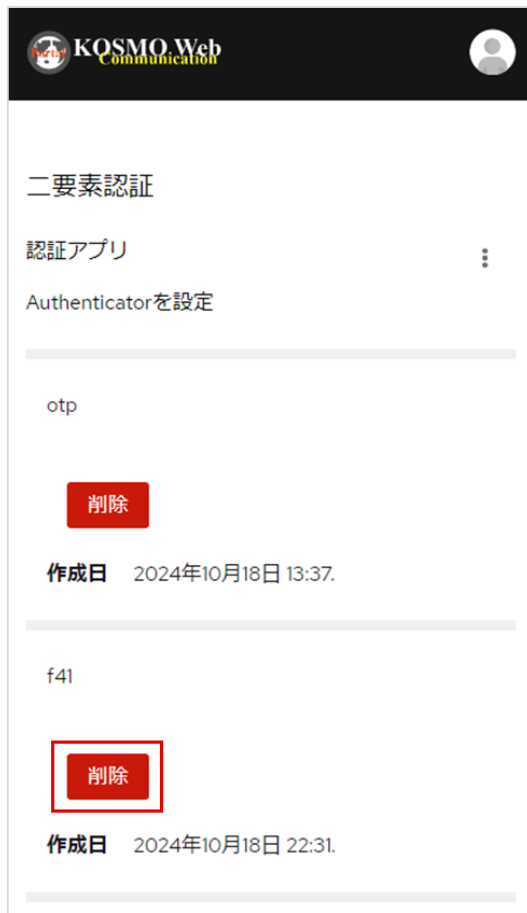 Portal
KOSMO Web
Communication
二要素認証
認証アプリ
Authenticatorを設定
otp
削除
作成日 2024年10月18日 13:37.
f41
削除
作成日 2024年10月18日 22:31.